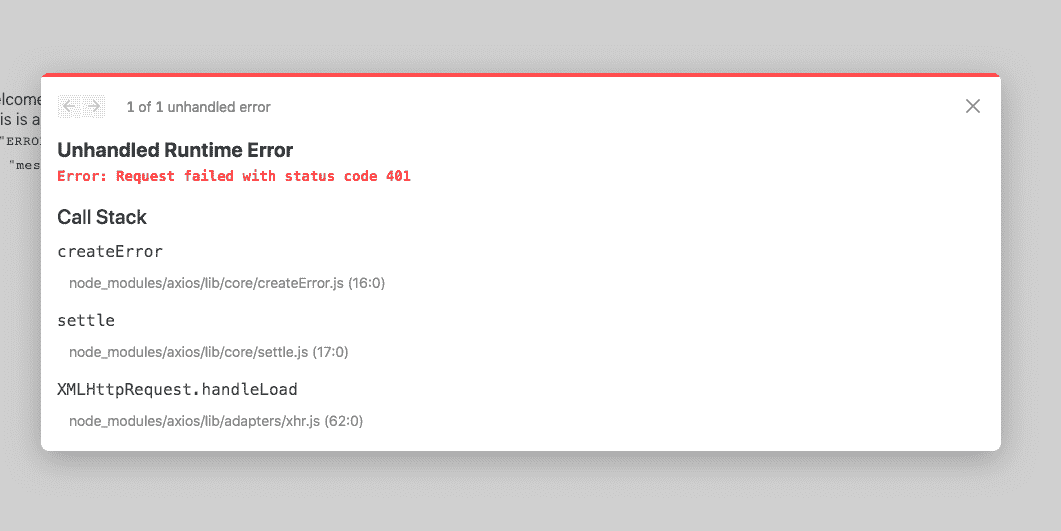 1 of 1 unhandled error
Unhandled Runtime Error
Error: Request failed with status code 401
Call Stack
createError
node_modules/axios/lib/core/createError.js (16:0)
settle
node_modules/axios/lib/core/settle.js (17:0)
XMLHttpRequest.handleLoad
node_modules/axios/lib/adapters/xhr.js (62:0)
elcome
is is a
"ERRO
"mes